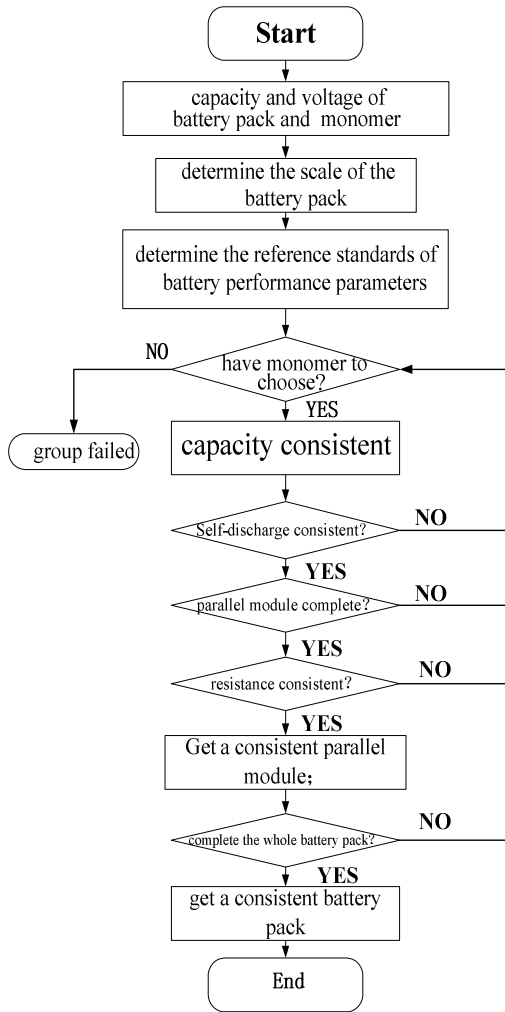 Start
capacity and voltage of
battery pack and monomer
determine the scale of the
battery pack
determine the reference standards of
battery performance parameters
NO
have monomer to
choose?
YES
group failed
capacity consistent
Self-discharge consistent?
NO
YES
parallel module complete?
NO
YES
resistance consistent?
NO
YES
Get a consistent parallel
module;
complete the whole battery pack?
NO
YES
get a consistent battery
pack
End